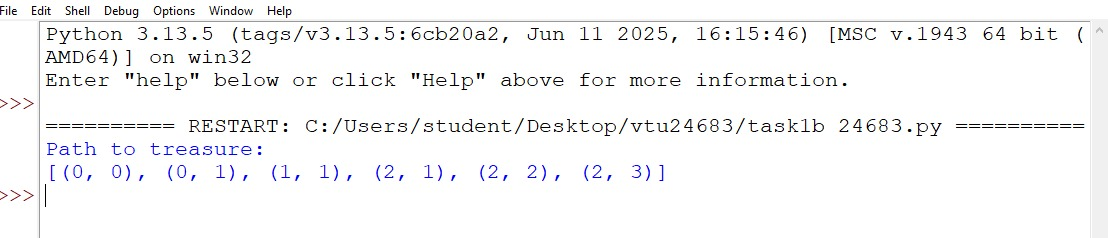 File Edit Shell Debug Options Window Help
Python 3.13.5 (tags/v3.13.5:6cb20a2, Jun 11 2025, 16:15:46) [MSC v.1943 64 bit (
AMD64)] on win32
Enter "help" below or click "Help" above for more information.
>>>
========== RESTART: C:/Users/student/Desktop/vtu24683/task1b 24683.py ==========
Path to treasure:
[(0, 0), (0, 1), (1, 1), (2, 1), (2, 2), (2, 3)]
>>>